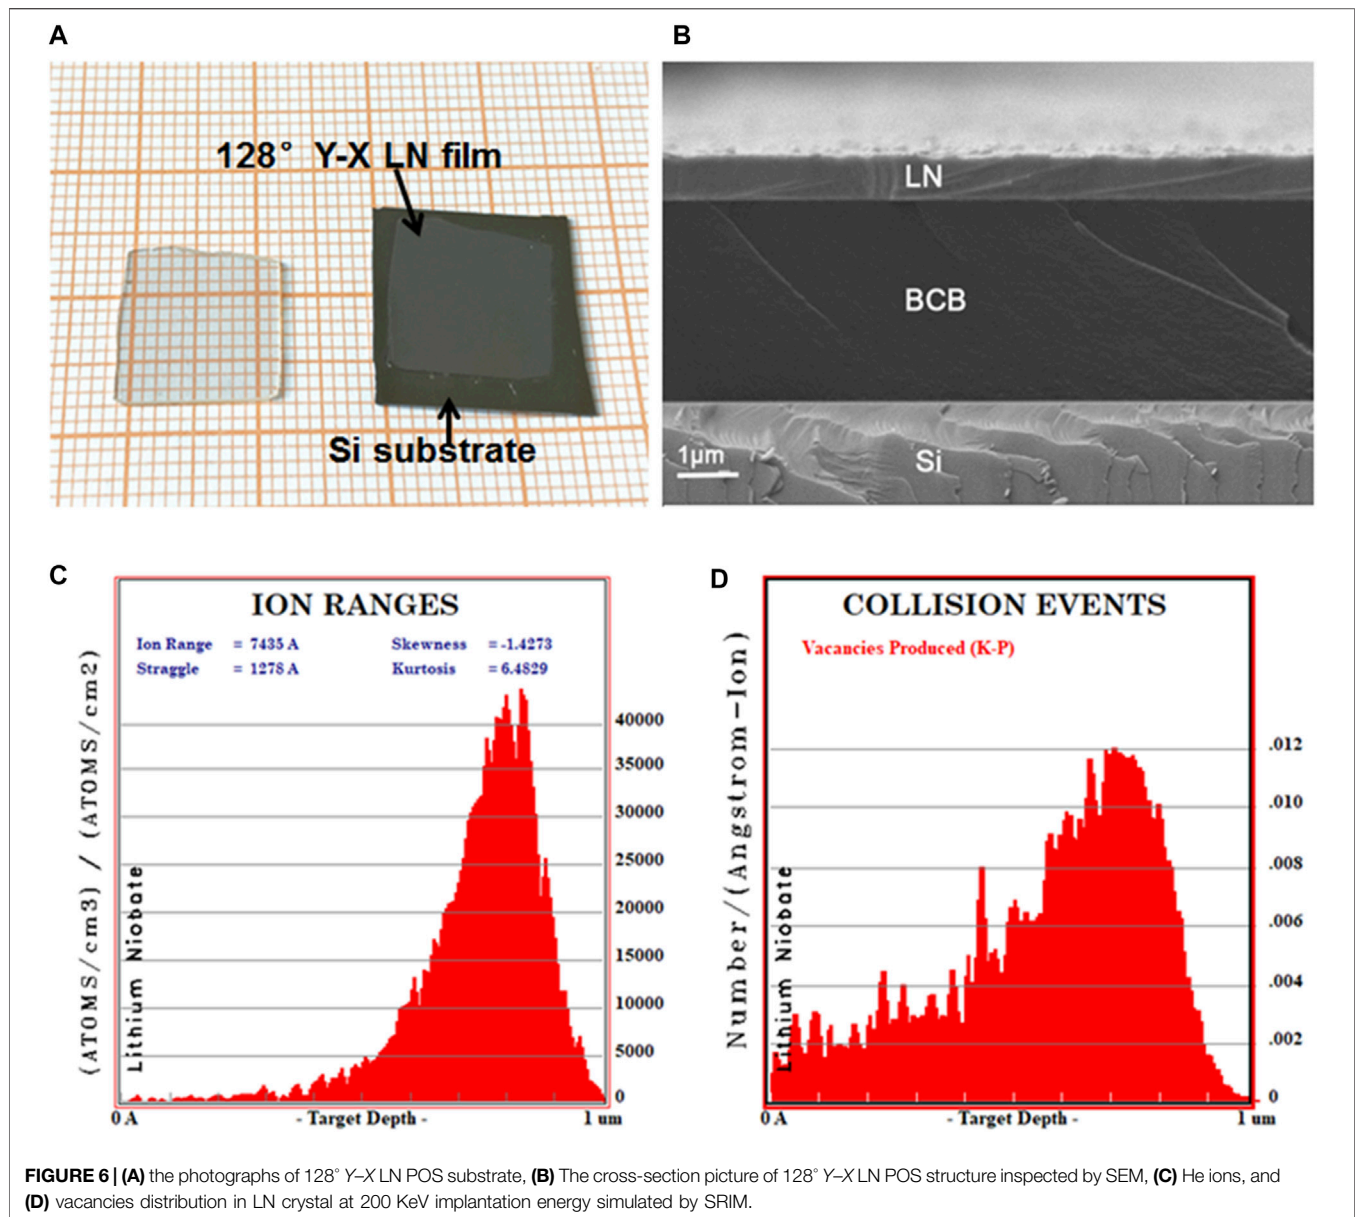 A
B
128° Y-X LN film
Si substrate
LN
BCB
1μm
Si
C
D
ION RANGES
Ion Range = 7435 A Skewness =-1.4273
Straggle = 1278 A Kurtosis = 6.4829
(ATOMS/cm3) / (ATOMS/cm2)
Lithium Niobate
40000
35000
30000
25000
20000
15000
10000
5000
0
0 A - Target Depth - 1 um
COLLISION EVENTS
Vacancies Produced (K-P)
Number/(Angstrom-Ion)
Lithium Niobate
.012
.010
.008
.006
.004
.002
0
0 A - Target Depth - 1 um
FIGURE 6 | (A) the photographs of 128° Y–X LN POS substrate, (B) The cross-section picture of 128° Y–X LN POS structure inspected by SEM, (C) He ions, and
(D) vacancies distribution in LN crystal at 200 KeV implantation energy simulated by SRIM.